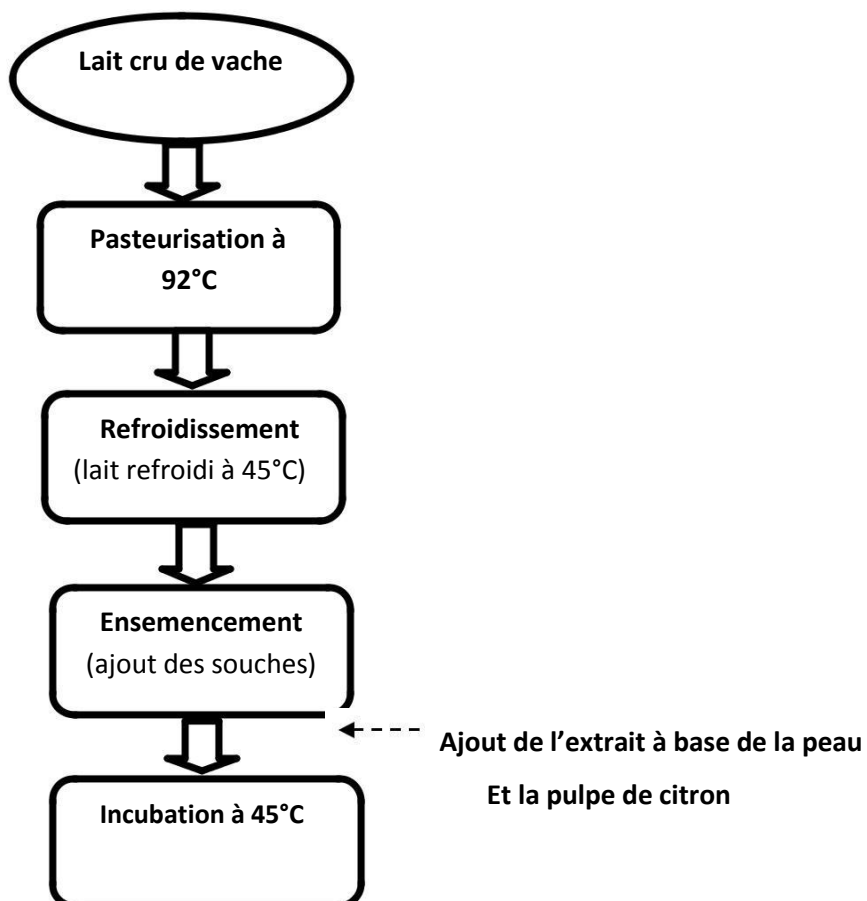 Lait cru de vache
Pasteurisation à
92°C
Refroidissement
(lait refroidi à 45°C)
Ensemencement
(ajout des souches)
Ajout de l’extrait à base de la peau
Et la pulpe de citron
Incubation à 45°C